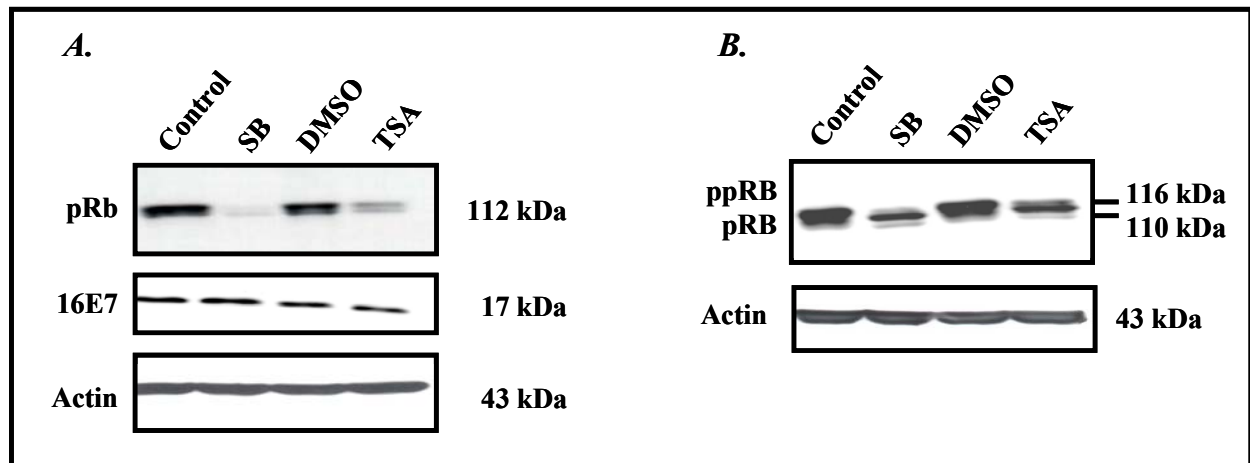 A.
Control SB DMSO TSA
pRb 112 kDa
16E7 17 kDa
Actin 43 kDa
B.
Control SB DMSO TSA
ppRB 116 kDa
pRB 110 kDa
Actin 43 kDa